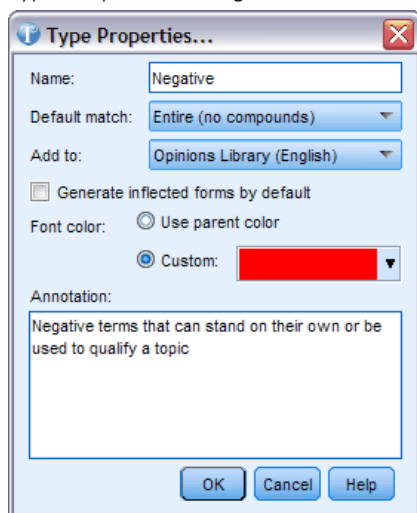 Type Properties...
Name: Negative
Default match: Entire (no compounds)
Add to: Opinions Library (English)
Generate inflected forms by default
Font color: Use parent color
Custom:
Annotation:
Negative terms that can stand on their own or be
used to qualify a topic
OK Cancel Help